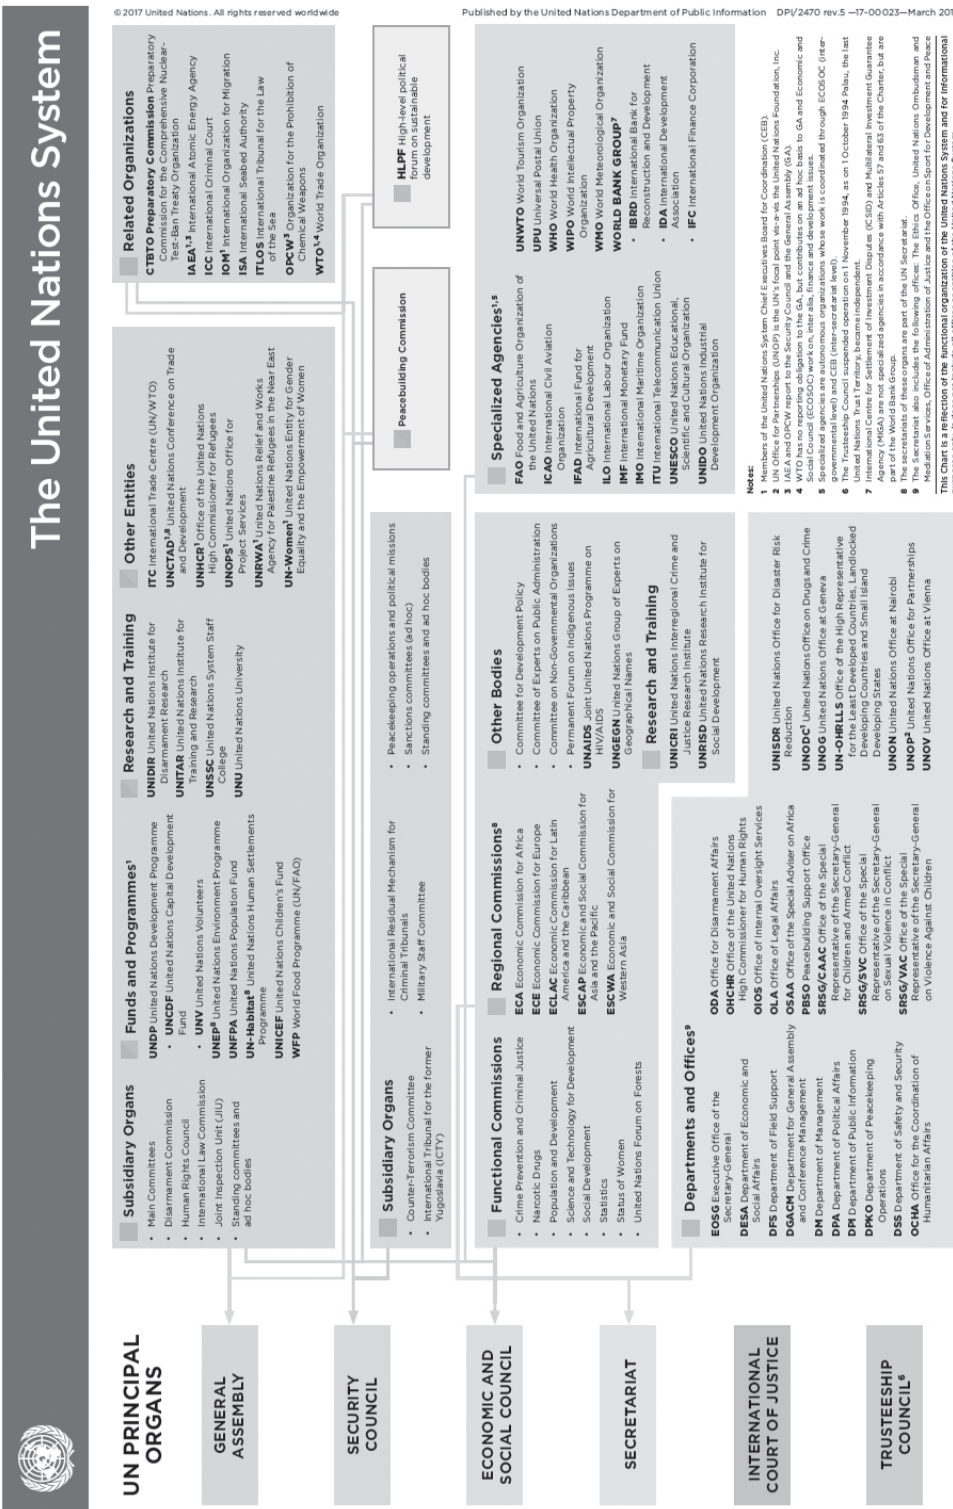 The United Nations System
UN PRINCIPAL
ORGANS
GENERAL
ASSEMBLY
SECURITY
COUNCIL
ECONOMIC AND
SOCIAL COUNCIL
SECRETARIAT
INTERNATIONAL
COURT OF JUSTICE
TRUSTEESHIP
COUNCIL⁶
Subsidiary Organs
• Main Committees
• Disarmament Commission
• Human Rights Council
• International Law Commission
• Joint Inspection Unit (JIU)
• Standing committees and
ad hoc bodies
Funds and Programmes¹
UNDP United Nations Development Programme
• UNCDF United Nations Capital Development
Fund
• UNV United Nations Volunteers
UNEP⁸ United Nations Environment Programme
UNFPA United Nations Population Fund
UN-Habitat⁸ United Nations Human Settlements
Programme
UNICEF United Nations Children's Fund
WFP World Food Programme (UN/FAO)
Research and Training
UNIDIR United Nations Institute for
Disarmament Research
UNITAR United Nations Institute for
Training and Research
UNSSC United Nations System Staff
College
UNU United Nations University
Other Entities
ITC International Trade Centre (UN/WTO)
UNCTAD¹,⁸ United Nations Conference on Trade
and Development
UNHCR¹ Office of the United Nations
High Commissioner for Refugees
UNOPS¹ United Nations Office for
Project Services
UNRWA¹ United Nations Relief and Works
Agency for Palestine Refugees in the Near East
UN-Women¹ United Nations Entity for Gender
Equality and the Empowerment of Women
Related Organizations
CTBTO Preparatory Commission Preparatory
Commission for the Comprehensive Nuclear-
Test-Ban Treaty Organization
IAEA¹,³ International Atomic Energy Agency
ICC International Criminal Court
IOM¹ International Organization for Migration
ISA International Seabed Authority
ITLOS International Tribunal for the Law
of the Sea
OPCW³ Organization for the Prohibition of
Chemical Weapons
WTO¹,⁴ World Trade Organization
Subsidiary Organs
• Counter-Terrorism Committee
• International Tribunal for the former
Yugoslavia (ICTY)
• International Residual Mechanism for
Criminal Tribunals
• Military Staff Committee
• Peacekeeping operations and political missions
• Sanctions committees (ad hoc)
• Standing committees and ad hoc bodies
Peacebuilding Commission
HLPF High-level political
forum on sustainable
development
Functional Commissions
• Crime Prevention and Criminal Justice
• Narcotic Drugs
• Population and Development
• Science and Technology for Development
• Social Development
• Statistics
• Status of Women
• United Nations Forum on Forests
Regional Commissions⁸
ECA Economic Commission for Africa
ECE Economic Commission for Europe
ECLAC Economic Commission for Latin
America and the Caribbean
ESCAP Economic and Social Commission for
Asia and the Pacific
ESCWA Economic and Social Commission for
Western Asia
Other Bodies
• Committee for Development Policy
• Committee of Experts on Public Administration
• Committee on Non-Governmental Organizations
• Permanent Forum on Indigenous Issues
UNAIDS Joint United Nations Programme on
HIV/AIDS
UNGEGN United Nations Group of Experts on
Geographical Names
Research and Training
UNICRI United Nations Interregional Crime and
Justice Research Institute
UNRISD United Nations Research Institute for
Social Development
Specialized Agencies¹,⁵
FAO Food and Agriculture Organization of
the United Nations
ICAO International Civil Aviation
Organization
IFAD International Fund for
Agricultural Development
ILO International Labour Organization
IMF International Monetary Fund
IMO International Maritime Organization
ITU International Telecommunication Union
UNESCO United Nations Educational,
Scientific and Cultural Organization
UNIDO United Nations Industrial
Development Organization
UNWTO World Tourism Organization
UPU Universal Postal Union
WHO World Health Organization
WIPO World Intellectual Property
Organization
WMO World Meteorological Organization
WORLD BANK GROUP⁷
• IBRD International Bank for
Reconstruction and Development
• IDA International Development
Association
• IFC International Finance Corporation
Departments and Offices⁹
EOSG Executive Office of the
Secretary-General
DESA Department of Economic and
Social Affairs
DFS Department of Field Support
DGACM Department for General Assembly
and Conference Management
DM Department of Management
DPA Department of Political Affairs
DPI Department of Public Information
DPKO Department of Peacekeeping
Operations
DSS Department of Safety and Security
OCHA Office for the Coordination of
Humanitarian Affairs
ODA Office for Disarmament Affairs
OHCHR Office of the United Nations
High Commissioner for Human Rights
OIOS Office of Internal Oversight Services
OLA Office of Legal Affairs
OSAA Office of the Special Adviser on Africa
PBSO Peacebuilding Support Office
SRSG/CAAC Office of the Special
Representative of the Secretary-General
for Children and Armed Conflict
SRSG/SVC Office of the Special
Representative of the Secretary-General
on Sexual Violence in Conflict
SRSG/VAC Office of the Special
Representative of the Secretary-General
on Violence Against Children
UNISDR United Nations Office for Disaster Risk
Reduction
UNODC¹ United Nations Office on Drugs and Crime
UNOG United Nations Office at Geneva
UN-OHRLLS Office of the High Representative
for the Least Developed Countries, Landlocked
Developing Countries and Small Island
Developing States
UNON United Nations Office at Nairobi
UNOP² United Nations Office for Partnerships
UNOV United Nations Office at Vienna
Notes:
1 Members of the United Nations System Chief Executives Board for Coordination (CEB).
2 UN Office for Partnerships (UNOP) is the UN's focal point vis-a-vis the United Nations Foundation, Inc.
3 IAEA and OPCW report to the Security Council and the General Assembly (GA).
4 WTO has no reporting obligation to the GA, but contributes on an ad hoc basis to GA and Economic and
Social Council (ECOSOC) work on, inter alia, finance and development issues.
5 Specialized agencies are autonomous organizations whose work is coordinated through ECOSOC (inter-
governmental level) and CEB (inter-secretariat level).
6 The Trusteeship Council suspended operation on 1 November 1994, as on 1 October 1994 Palau, the last
United Nations Trust Territory, became independent.
7 International Centre for Settlement of Investment Disputes (ICSID) and Multilateral Investment Guarantee
Agency (MIGA) are not specialized agencies in accordance with Articles 57 and 63 of the Charter, but are
part of the World Bank Group.
8 The secretariats of these organs are part of the UN Secretariat.
9 The Secretariat also includes the following offices: The Ethics Office, United Nations Ombudsman and
Mediation Services, Office of Administration of Justice and the Office on Sport for Development and Peace
This Chart is a reflection of the functional organization of the United Nations System and for informational
© 2017 United Nations. All rights reserved worldwide
Published by the United Nations Department of Public Information DPI/2470 rev.5 —17-00023—March 201